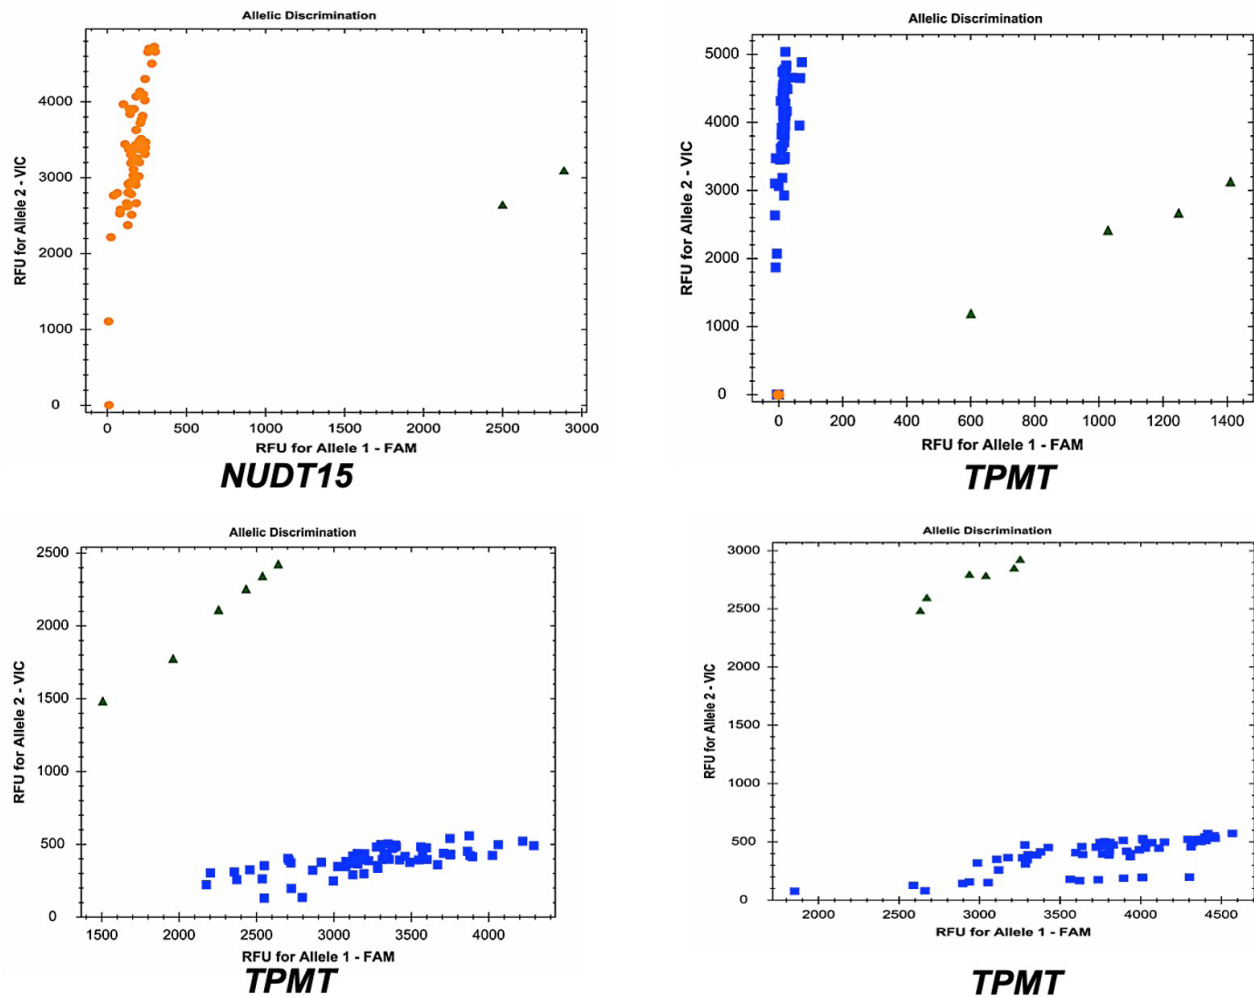 Allelic Discrimination
RFU for Allele 2 - VIC
4000
3000
2000
1000
0
0 500 1000 1500 2000 2500 3000
RFU for Allele 1 - FAM
NUDT15
Allelic Discrimination
RFU for Allele 2 - VIC
5000
4000
3000
2000
1000
0
0 200 400 600 800 1000 1200 1400
RFU for Allele 1 - FAM
TPMT
Allelic Discrimination
RFU for Allele 2 - VIC
2500
2000
1500
1000
500
0
1500 2000 2500 3000 3500 4000
RFU for Allele 1 - FAM
TPMT
Allelic Discrimination
RFU for Allele 2 - VIC
3000
2500
2000
1500
1000
500
0
2000 2500 3000 3500 4000 4500
RFU for Allele 1 - FAM
TPMT